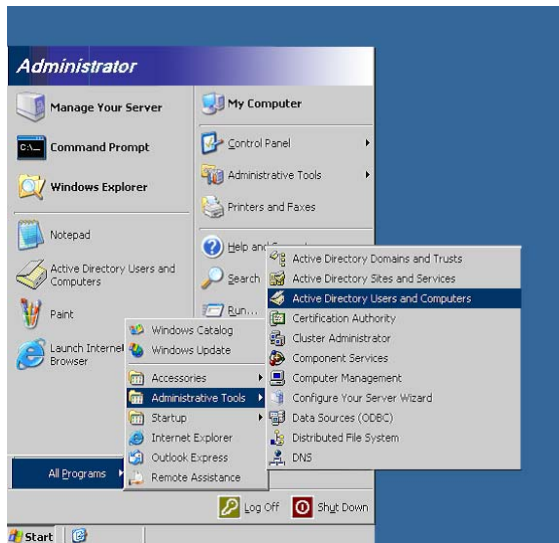 Administrator
Manage Your Server
Command Prompt
Windows Explorer
Notepad
Active Directory Users and
Computers
Paint
Launch Internet
Browser
All Programs
My Computer
Control Panel
Administrative Tools
Printers and Faxes
Help and
Search
Run...
Windows Catalog
Windows Update
Accessories
Administrative Tools
Startup
Internet Explorer
Outlook Express
Remote Assistance
Active Directory Domains and Trusts
Active Directory Sites and Services
Active Directory Users and Computers
Certification Authority
Cluster Administrator
Component Services
Computer Management
Configure Your Server Wizard
Data Sources (ODBC)
Distributed File System
DNS
Log Off
Shut Down
Start